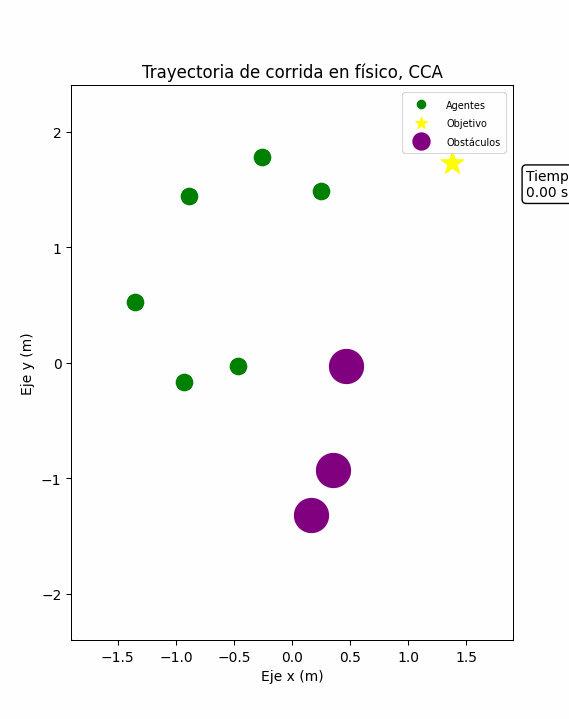 Trayectoria de corrida en físico, CCA
Agentes
Objetivo
Obstáculos
2
1
0
−1
−2
Eje y (m)
−1.5
−1.0
−0.5
0.0
0.5
1.0
1.5
Eje x (m)
Tiemp
0.00 s